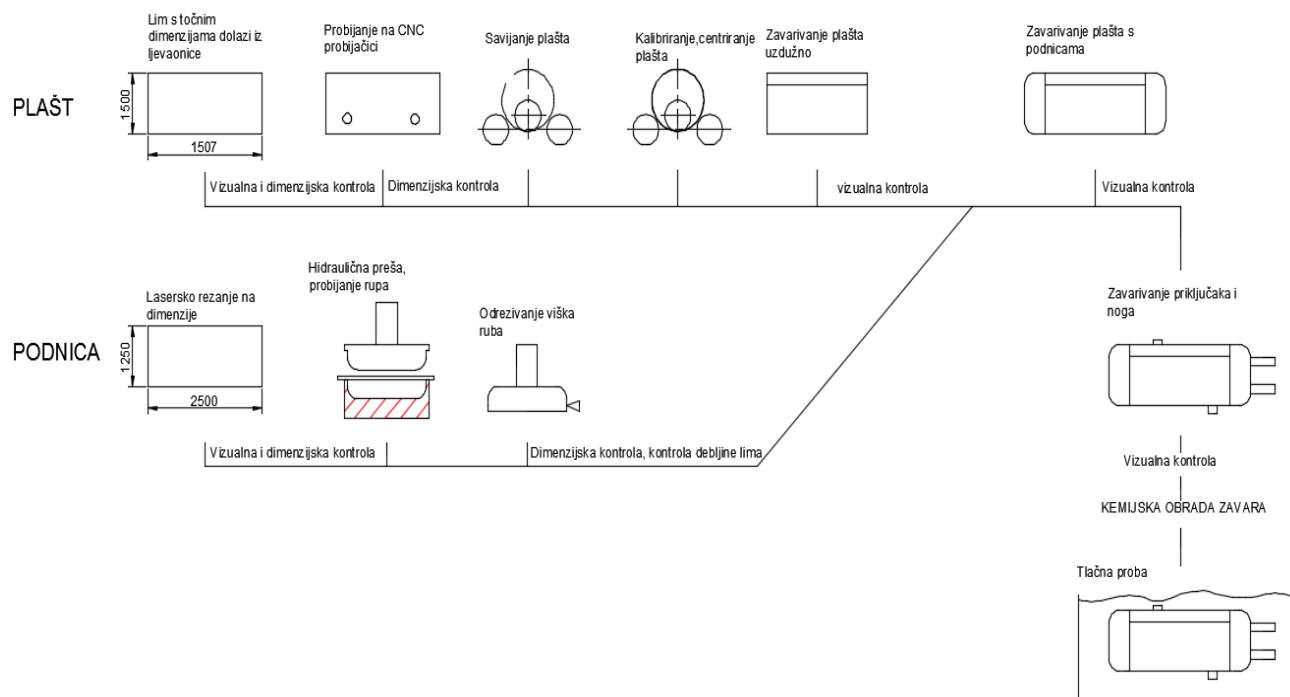 Lim s točnim
dimenzijama dolazi iz
ljevaonice
Probijanje na CNC
probijačici
Savijanje plašta
Kalibriranje,centriranje
plašta
Zavarivanje plašta
uzdužno
Zavarivanje plašta s
podnicama
PLAŠT
1500
1507
Vizualna i dimenzijska kontrola
Dimenzijska kontrola
vizualna kontrola
Vizualna kontrola
Lasersko rezanje na
dimenzije
Hidraulična preša,
probijanje rupa
Odrezivanje viška
ruba
Zavarivanje priključaka i
noga
PODNICA
1250
2500
Vizualna i dimenzijska kontrola
Dimenzijska kontrola, kontrola debljine lima
Vizualna kontrola
KEMIJSKA OBRADA ZAVARA
Tlačna proba